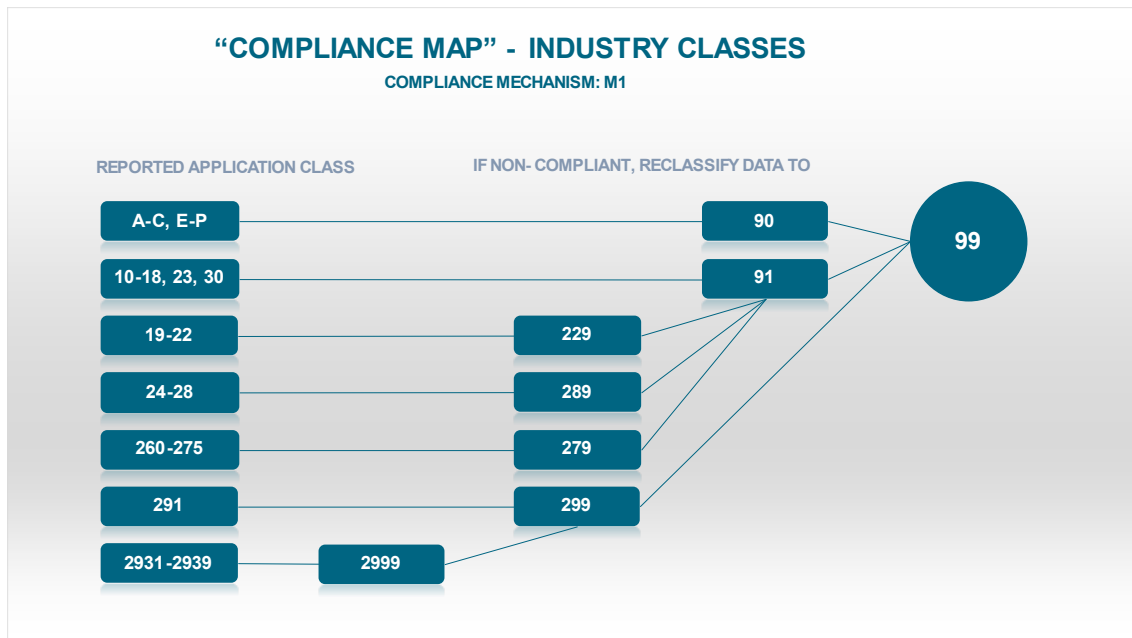 “COMPLIANCE MAP” - INDUSTRY CLASSES
COMPLIANCE MECHANISM: M1
REPORTED APPLICATION CLASS
IF NON- COMPLIANT, RECLASSIFY DATA TO
A-C, E-P
90
99
10-18, 23, 30
91
19-22
229
24-28
289
260-275
279
291
299
2931-2939
2999